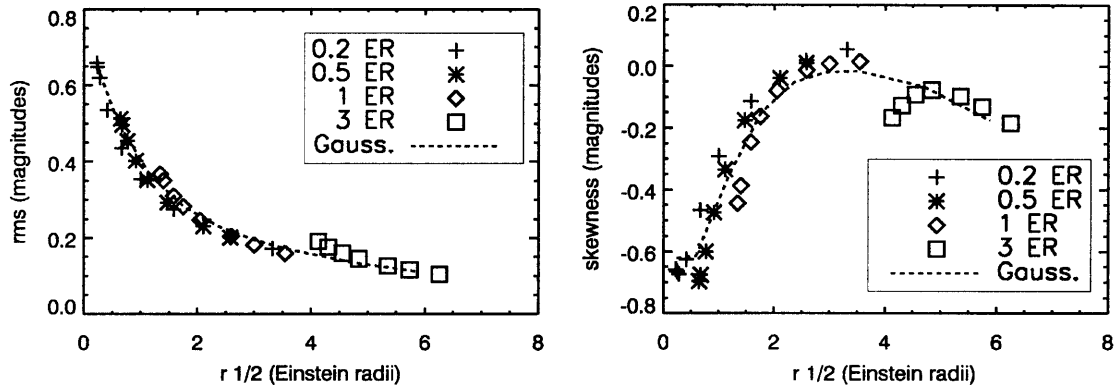 0.8
0.6
0.4
0.2
0.0
rms (magnitudes)
0.2 ER
0.5 ER
1 ER
3 ER
Gauss.
0 2 4 6 8
r 1/2 (Einstein radii)
0.2
0.0
-0.2
-0.4
-0.6
-0.8
skewness (magnitudes)
0.2 ER
0.5 ER
1 ER
3 ER
Gauss.
0 2 4 6 8
r 1/2 (Einstein radii)